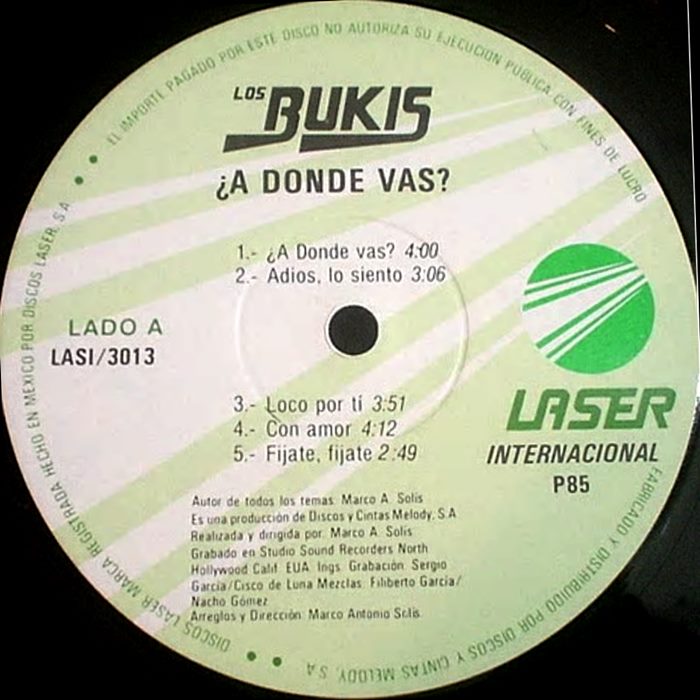 EL IMPORTE PAGADO POR ESTE DISCO NO AUTORIZA SU EJECUCION PUBLICA CON FINES DE LUCRO
LOS BUKIS
¿A DONDE VAS?
1.- ¿A Donde vas? 4:00
2.- Adios, lo siento 3:06
LADO A
LASI/3013
3.- Loco por ti 3:51
4.- Con amor 4:12
5.- Fijate, fijate 2:49
LASER
INTERNACIONAL
P85
Autor de todos los temas: Marco A. Solis
Es una producción de Discos y Cintas Melody, S.A.
Realizada y dirigida por: Marco A. Solis
Grabado en Studio Sound Recorders North
Hollywood Calif. EUA. Ings. Grabación: Sergio
Garcia/Cisco de Luna Mezclas: Filiberto Garcia/
Nacho Gómez
Arreglos y Dirección: Marco Antonio Solis
DISCOS LASER MARCA REGISTRADA HECHO EN MEXICO POR DISCOS LASER, S.A.
FABRICADO Y DISTRIBUIDO POR DISCOS Y CINTAS MELODY, S.A.